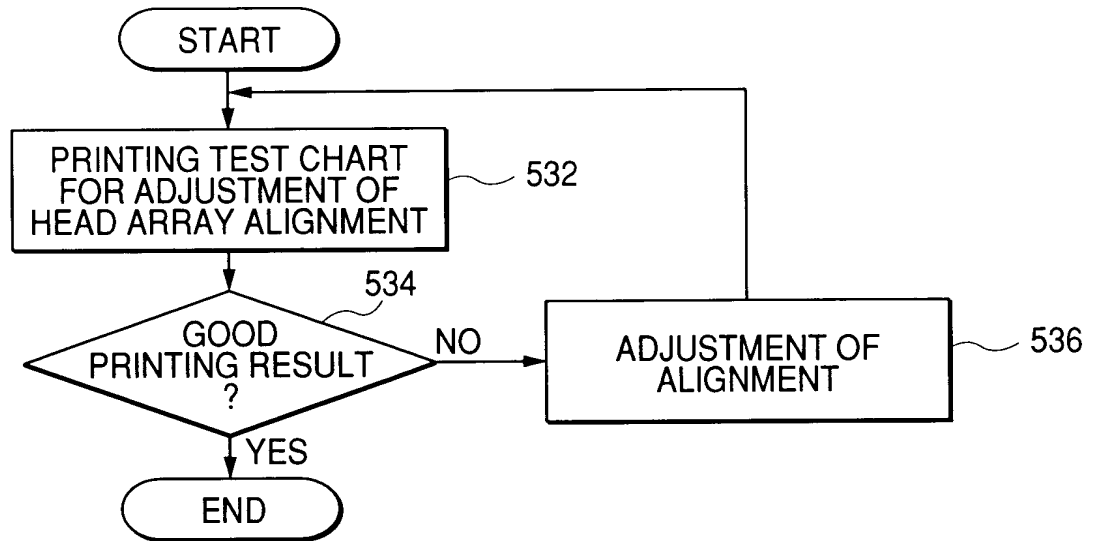 START
PRINTING TEST CHART
FOR ADJUSTMENT OF
HEAD ARRAY ALIGNMENT
532
534
GOOD
PRINTING RESULT
?
NO
ADJUSTMENT OF
ALIGNMENT
536
YES
END